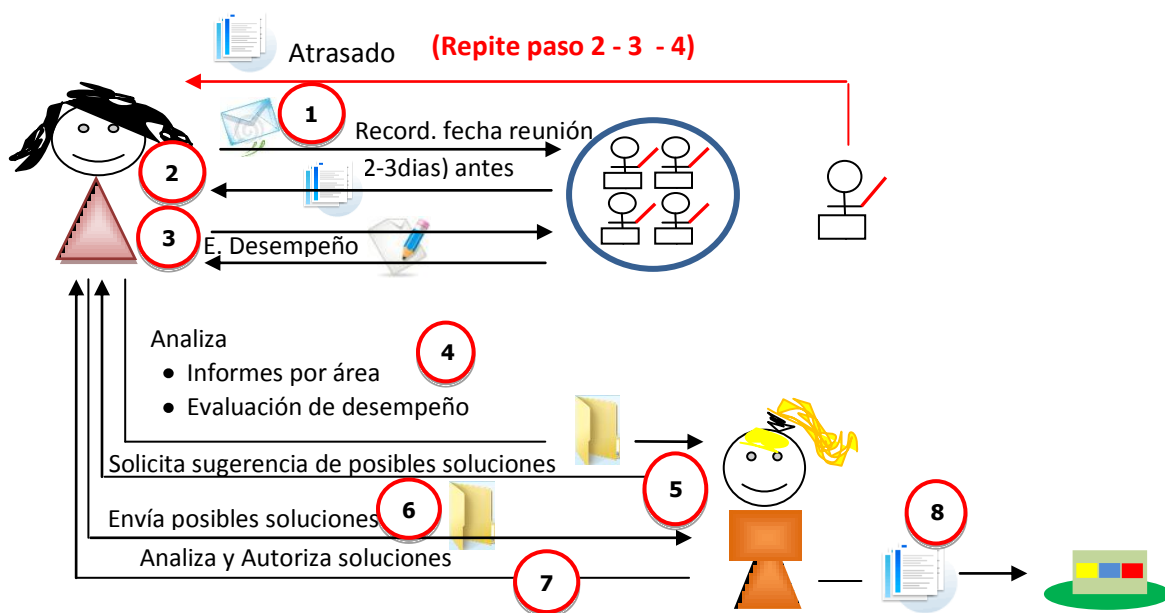 Atrasado (Repite paso 2 - 3 - 4)
1
Record. fecha reunión
2
2-3dias) antes
3
E. Desempeño
Analiza
4
• Informes por área
• Evaluación de desempeño
Solicita sugerencia de posibles soluciones
5
Envía posibles soluciones
6
8
Analiza y Autoriza soluciones
7